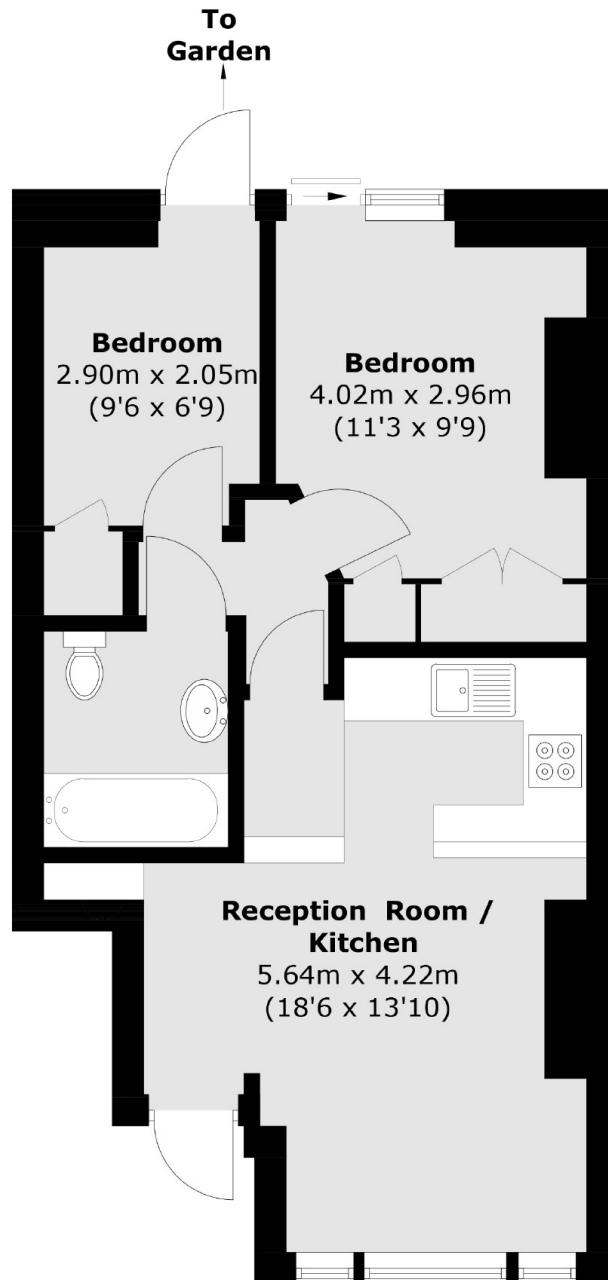 To
Garden
Bedroom
2.90m x 2.05m
(9'6 x 6'9)
Bedroom
4.02m x 2.96m
(11'3 x 9'9)
Reception Room /
Kitchen
5.64m x 4.22m
(18'6 x 13'10)